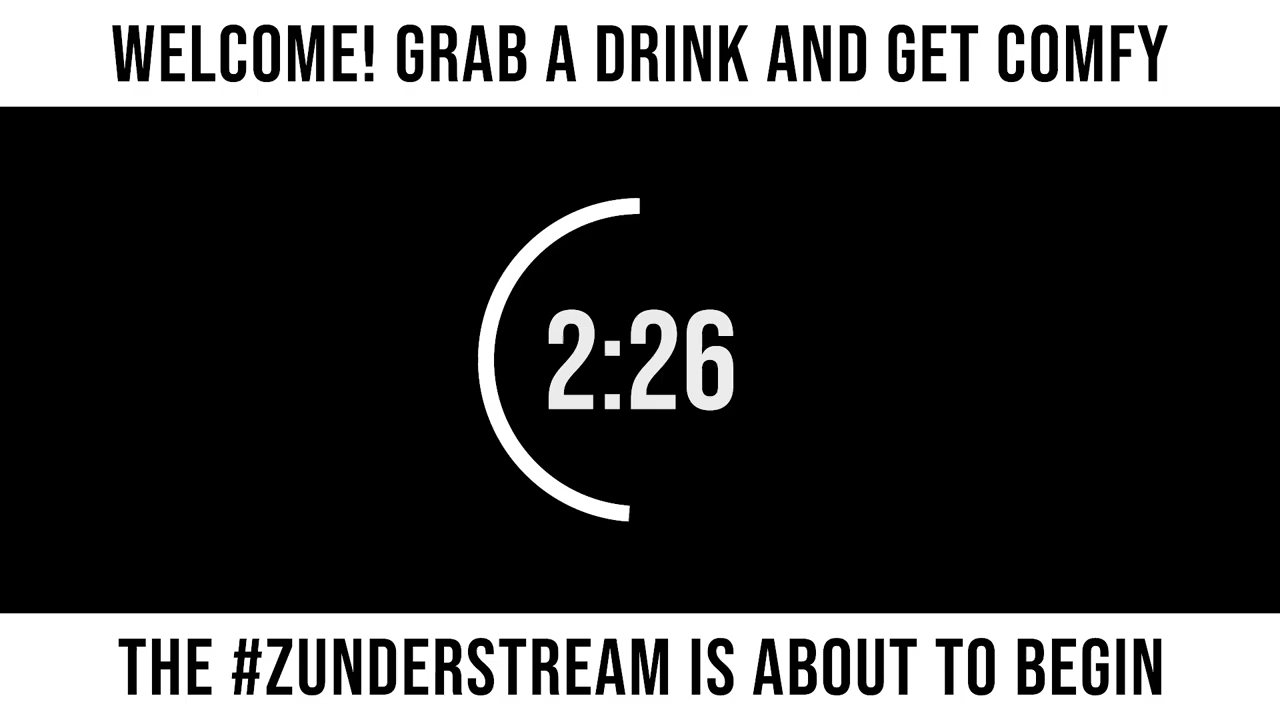 WELCOME! GRAB A DRINK AND GET COMFY
2:26
THE #ZUNDERSTREAM IS ABOUT TO BEGIN